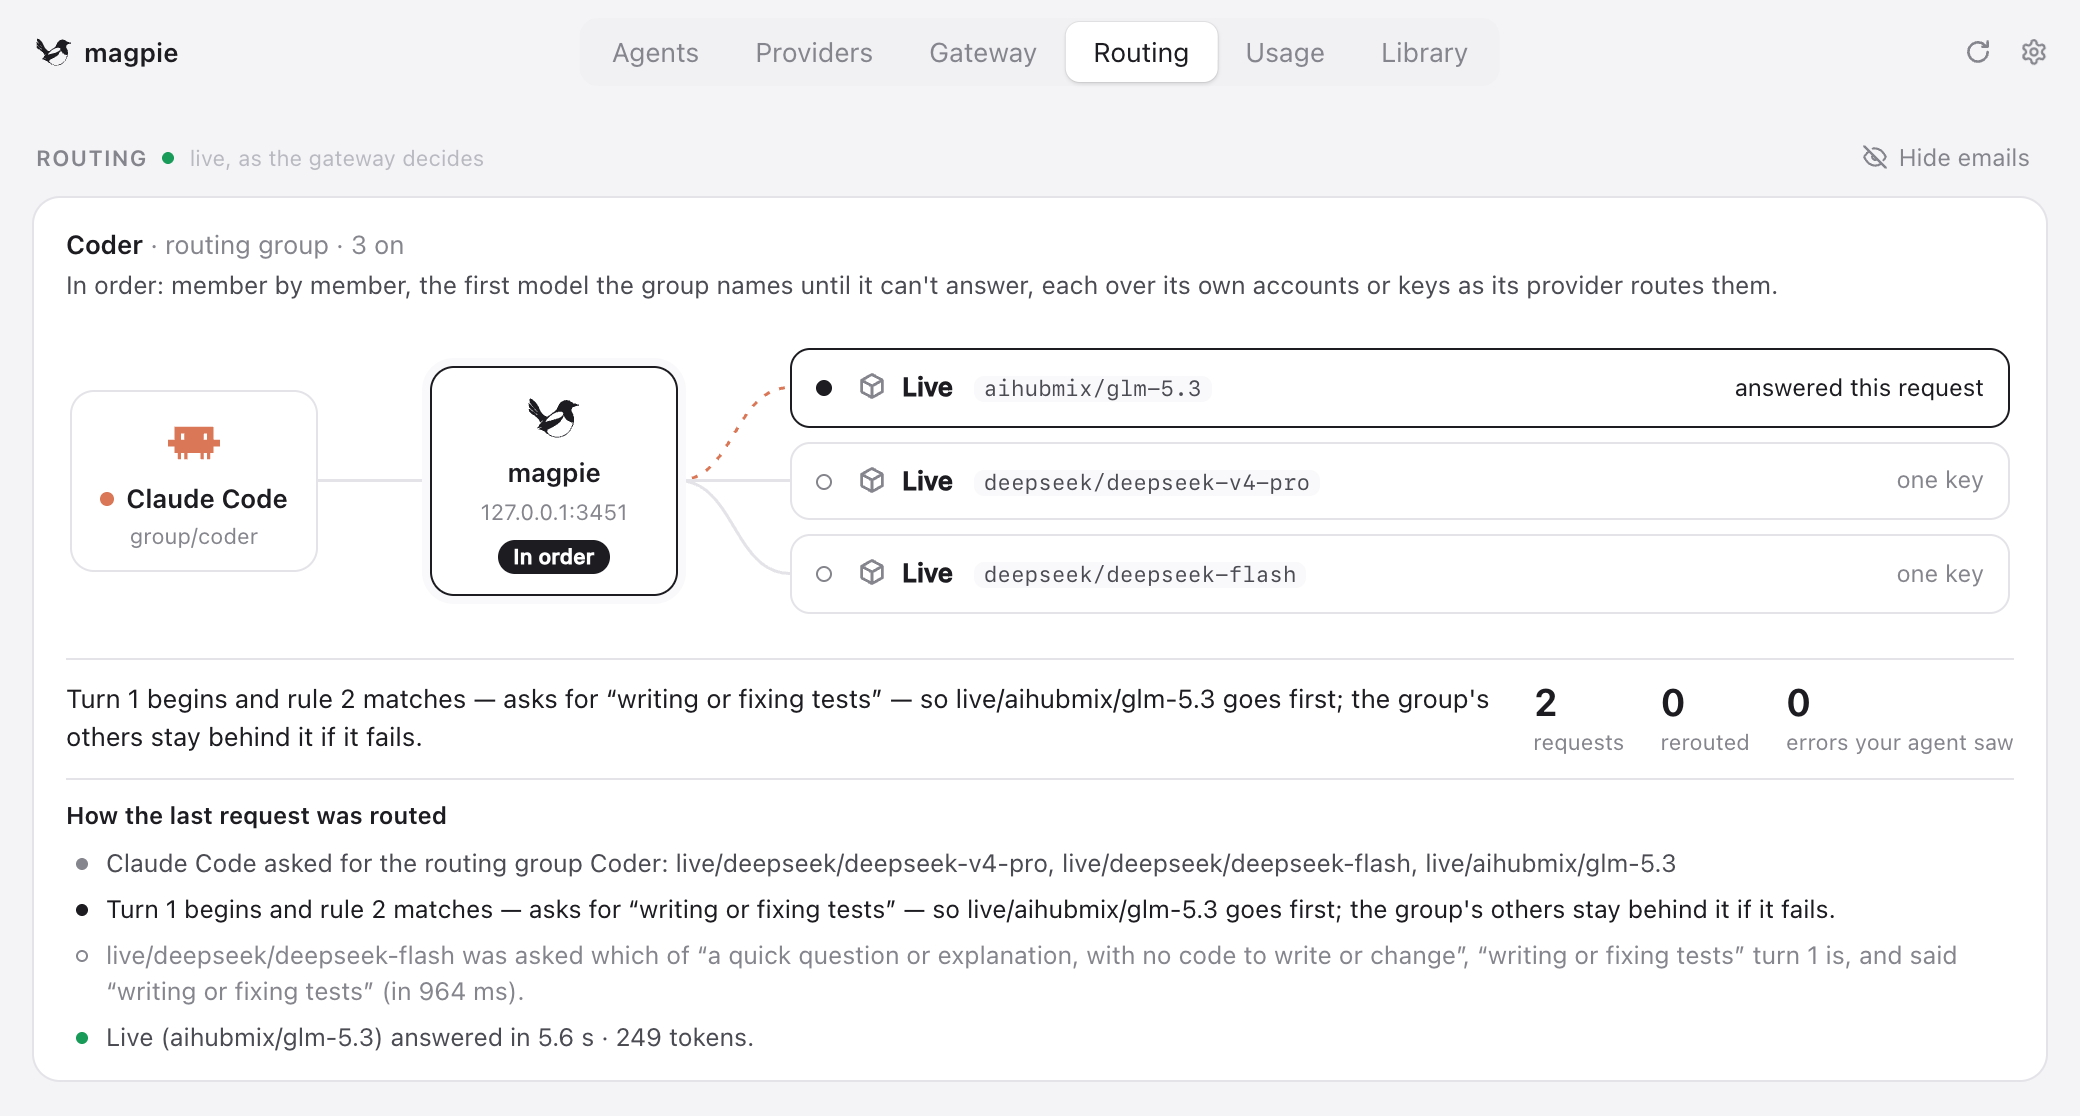 magpie
Agents
Providers
Gateway
Routing
Usage
Library
ROUTING live, as the gateway decides
Hide emails
Coder · routing group · 3 on
In order: member by member, the first model the group names until it can't answer, each over its own accounts or keys as its provider routes them.
Claude Code
group/coder
magpie
127.0.0.1:3451
In order
Live aihubmix/glm-5.3 answered this request
Live deepseek/deepseek-v4-pro one key
Live deepseek/deepseek-flash one key
Turn 1 begins and rule 2 matches — asks for “writing or fixing tests” — so live/aihubmix/glm-5.3 goes first; the group's
others stay behind it if it fails.
2
requests
0
rerouted
0
errors your agent saw
How the last request was routed
Claude Code asked for the routing group Coder: live/deepseek/deepseek-v4-pro, live/deepseek/deepseek-flash, live/aihubmix/glm-5.3
Turn 1 begins and rule 2 matches — asks for “writing or fixing tests” — so live/aihubmix/glm-5.3 goes first; the group's others stay behind it if it fails.
live/deepseek/deepseek-flash was asked which of “a quick question or explanation, with no code to write or change”, “writing or fixing tests” turn 1 is, and said
“writing or fixing tests” (in 964 ms).
Live (aihubmix/glm-5.3) answered in 5.6 s · 249 tokens.